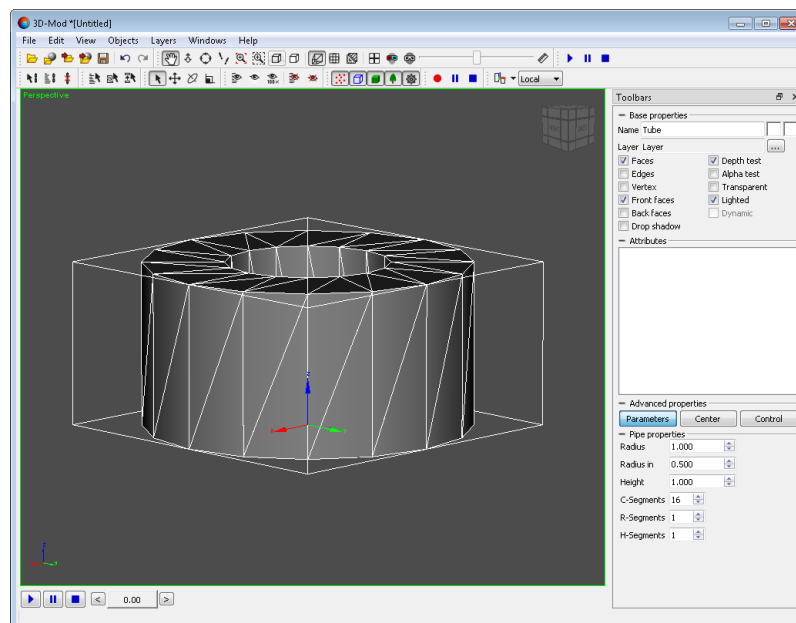 3D-Mod *[Untitled]
File Edit View Objects Layers Windows Help
100%
Local
Perspective
Toolbars
Base properties
Name Tube
Layer Layer ...
Faces Depth test
Edges Alpha test
Vertex Transparent
Front faces Lighted
Back faces Dynamic
Drop shadow
Attributes
Advanced properties
Parameters Center Control
Pipe properties
Radius 1.000
Radius in 0.500
Height 1.000
C-Segments 16
R-Segments 1
H-Segments 1
< 0.00 >